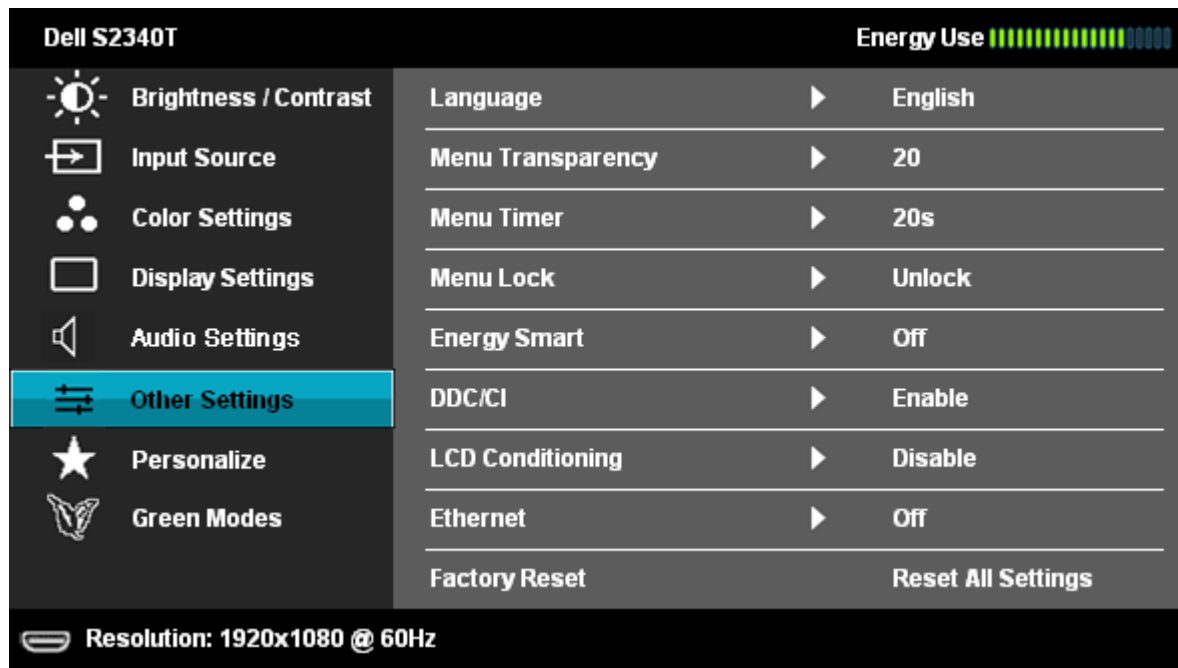 Dell S2340T Energy Use
Brightness / Contrast
Input Source
Color Settings
Display Settings
Audio Settings
Other Settings
Personalize
Green Modes
Language English
Menu Transparency 20
Menu Timer 20s
Menu Lock Unlock
Energy Smart Off
DDC/CI Enable
LCD Conditioning Disable
Ethernet Off
Factory Reset Reset All Settings
Resolution: 1920x1080 @ 60Hz